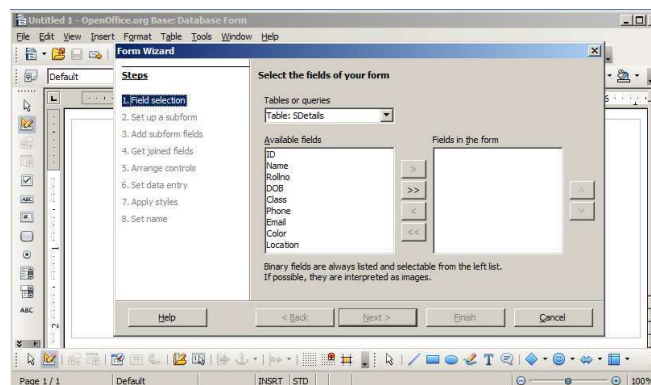 Untitled 1 - OpenOffice.org Base: Database Form
File Edit View Insert Format Table Tools Window Help
Form Wizard
Default
Steps
Select the fields of your form
1. Field selection
2. Set up a subform
3. Add subform fields
4. Get joined fields
5. Arrange controls
6. Set data entry
7. Apply styles
8. Set name
Tables or queries
Table: SDetails
Available fields
Fields in the form
ID
Name
Rollno
DOB
Class
Phone
Email
Color
Location
>
>>
<
<<
Binary fields are always listed and selectable from the left list.
If possible, they are interpreted as images.
Help
< Back
Next >
Finish
Cancel
Page 1 / 1
Default
INSRT
STD
100%